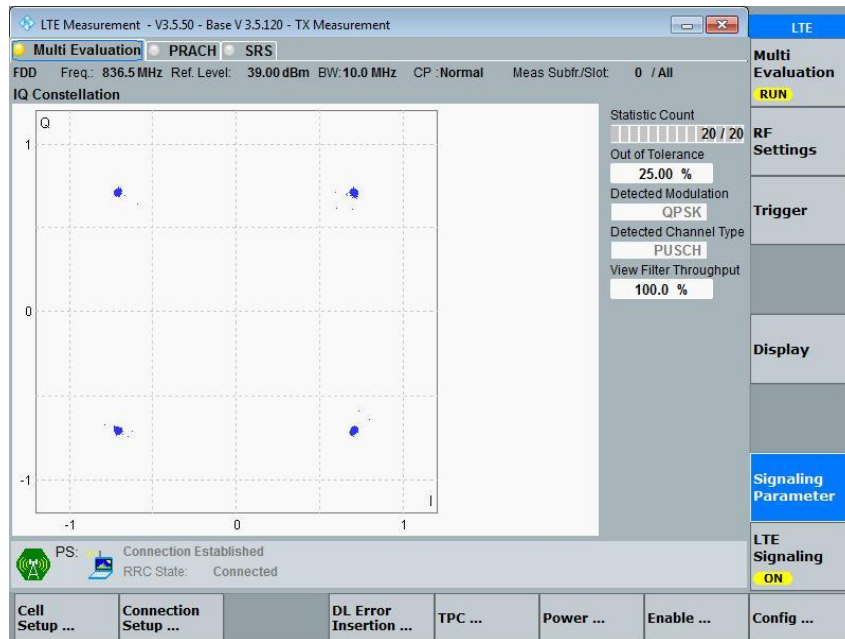 LTE Measurement - V3.5.50 - Base V 3.5.120 - TX Measurement
LTE
Multi Evaluation PRACH SRS
FDD Freq.: 836.5 MHz Ref. Level: 39.00 dBm BW: 10.0 MHz CP : Normal Meas Subfr./Slot: 0 / All
IQ Constellation
Q
1
0
-1
-1 0 1
I
Statistic Count
20 / 20
Out of Tolerance
25.00 %
Detected Modulation
QPSK
Detected Channel Type
PUSCH
View Filter Throughput
100.0 %
Multi
Evaluation
RUN
RF
Settings
Trigger
Display
Signaling
Parameter
LTE
Signaling
ON
PS: Connection Established
RRC State: Connected
Cell
Setup ...
Connection
Setup ...
DL Error
Insertion ...
TPC ...
Power ...
Enable ...
Config ...